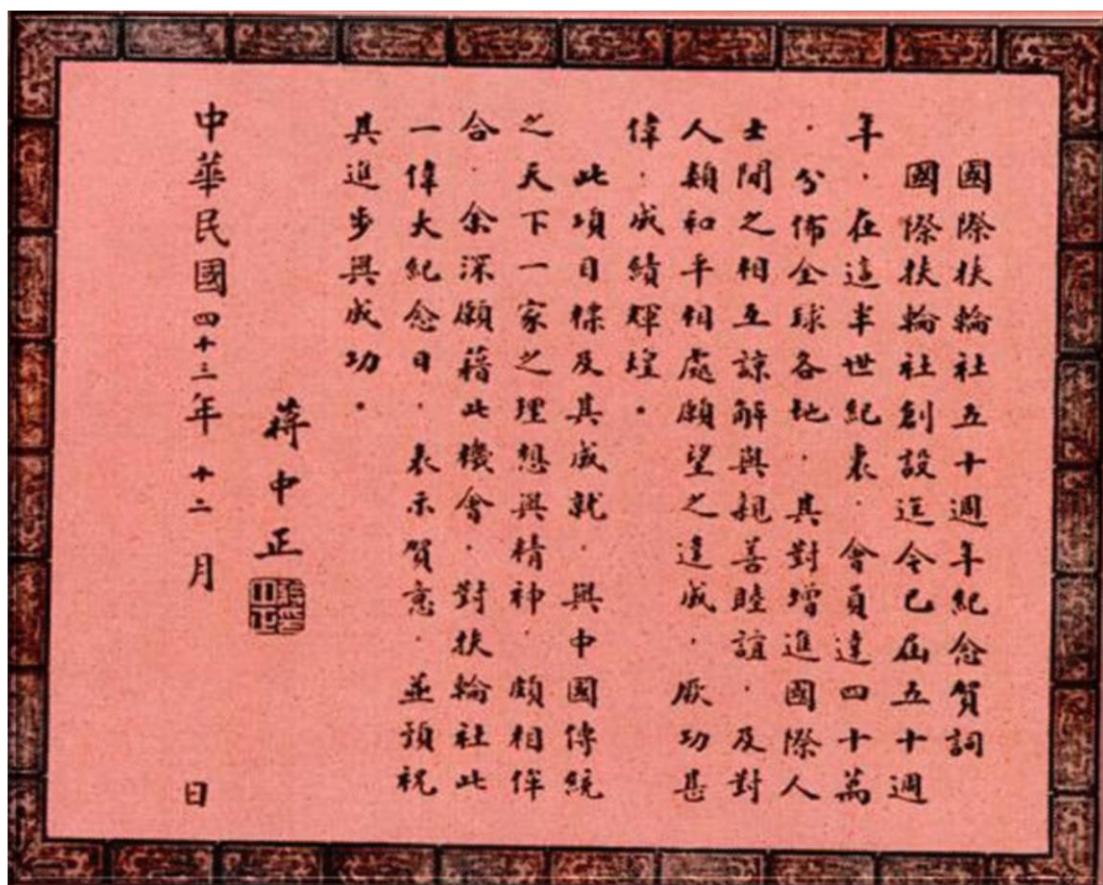 國際扶輪社五十週年紀念賀詞
國際扶輪社創設迄今已屆五十週
年．在這半世紀裏．會員達四十萬
．分佈全球各地．其對增進國際人
士間之相互諒解與親善睦誼．及對
人類和平相處願望之達成．厥功甚
偉．成績輝煌。
此項目標及其成就．與中國傳統
之天下一家之理想與精神．頗相侔
合．余深願藉此機會．對扶輪社此
一偉大紀念日．表示賀意．並預祝
其進步與成功。
蔣中正
中華民國四十三年十二月 日